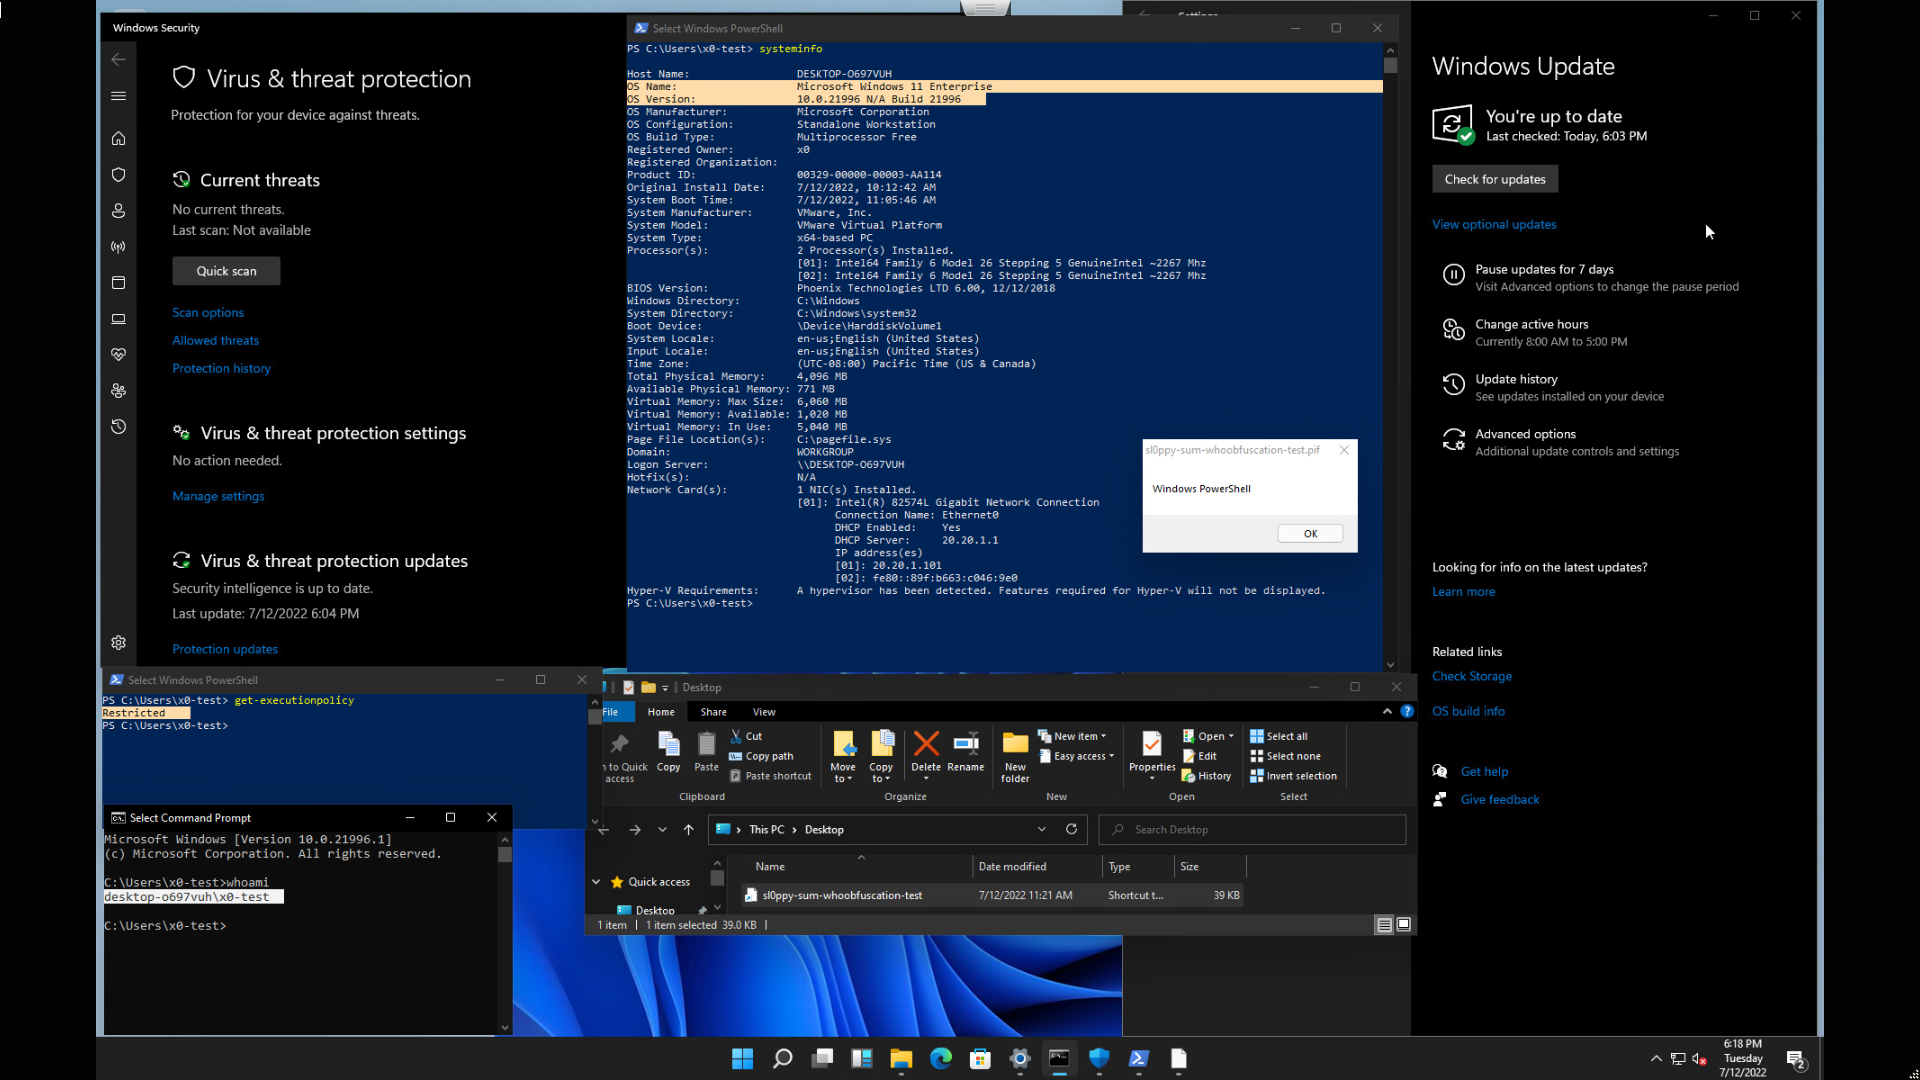 Windows Security
Virus & threat protection
Protection for your device against threats.
Current threats
No current threats.
Last scan: Not available
Quick scan
Scan options
Allowed threats
Protection history
Virus & threat protection settings
No action needed.
Manage settings
Virus & threat protection updates
Security intelligence is up to date.
Last update: 7/12/2022 6:04 PM
Protection updates
Select Windows PowerShell
PS C:\Users\x0-test> systeminfo
Host Name: DESKTOP-O697VUH
OS Name: Microsoft Windows 11 Enterprise
OS Version: 10.0.21996 N/A Build 21996
OS Manufacturer: Microsoft Corporation
OS Configuration: Standalone Workstation
OS Build Type: Multiprocessor Free
Registered Owner: x0
Registered Organization:
Product ID: 00329-00000-00003-AA114
Original Install Date: 7/12/2022, 10:12:42 AM
System Boot Time: 7/12/2022, 11:05:46 AM
System Manufacturer: VMware, Inc.
System Model: VMware Virtual Platform
System Type: x64-based PC
Processor(s): 2 Processor(s) Installed.
[01]: Intel64 Family 6 Model 26 Stepping 5 GenuineIntel ~2267 Mhz
[02]: Intel64 Family 6 Model 26 Stepping 5 GenuineIntel ~2267 Mhz
BIOS Version: Phoenix Technologies LTD 6.00, 12/12/2018
Windows Directory: C:\Windows
System Directory: C:\Windows\system32
Boot Device: \Device\HarddiskVolume1
System Locale: en-us;English (United States)
Input Locale: en-us;English (United States)
Time Zone: (UTC-08:00) Pacific Time (US & Canada)
Total Physical Memory: 4,096 MB
Available Physical Memory: 771 MB
Virtual Memory: Max Size: 6,060 MB
Virtual Memory: Available: 1,020 MB
Virtual Memory: In Use: 5,040 MB
Page File Location(s): C:\pagefile.sys
Domain: WORKGROUP
Logon Server: \\DESKTOP-O697VUH
Hotfix(s): N/A
Network Card(s): 1 NIC(s) Installed.
[01]: Intel(R) 82574L Gigabit Network Connection
Connection Name: Ethernet0
DHCP Enabled: Yes
DHCP Server: 20.20.1.1
IP address(es)
[01]: 20.20.1.101
[02]: fe80::89f:b663:c046:9e0
Hyper-V Requirements: A hypervisor has been detected. Features required for Hyper-V will not be displayed.
PS C:\Users\x0-test>
sl0ppy-sum-whoobfuscation-test.pif
Windows PowerShell
OK
Windows Update
You're up to date
Last checked: Today, 6:03 PM
Check for updates
View optional updates
Pause updates for 7 days
Visit Advanced options to change the pause period
Change active hours
Currently 8:00 AM to 5:00 PM
Update history
See updates installed on your device
Advanced options
Additional update controls and settings
Looking for info on the latest updates?
Learn more
Related links
Check Storage
OS build info
Get help
Give feedback
Select Windows PowerShell
PS C:\Users\x0-test> get-executionpolicy
Restricted
PS C:\Users\x0-test>
Select Command Prompt
Microsoft Windows [Version 10.0.21996.1]
(c) Microsoft Corporation. All rights reserved.
C:\Users\x0-test>whoami
desktop-o697vuh\x0-test
C:\Users\x0-test>
Desktop
File Home Share View
to Quick access
Copy
Paste
Cut
Copy path
Paste shortcut
Clipboard
Move to
Copy to
Delete
Rename
Organize
New folder
New item
Easy access
New
Properties
Open
Edit
History
Open
Select all
Select none
Invert selection
Select
This PC Desktop
Search Desktop
Name Date modified Type Size
Quick access
Desktop
sl0ppy-sum-whoobfuscation-test 7/12/2022 11:21 AM Shortcut t... 39 KB
1 item 1 item selected 39.0 KB
6:18 PM
Tuesday
7/12/2022
2